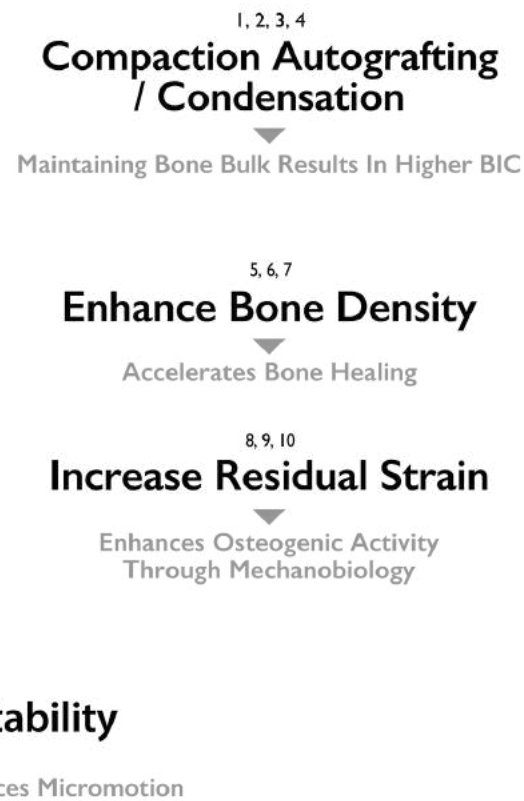 1, 2, 3, 4
Compaction Autografting
/ Condensation
Maintaining Bone Bulk Results In Higher BIC
5, 6, 7
Enhance Bone Density
Accelerates Bone Healing
8, 9, 10
Increase Residual Strain
Enhances Osteogenic Activity
Through Mechanobiology
tability
ces Micromotion